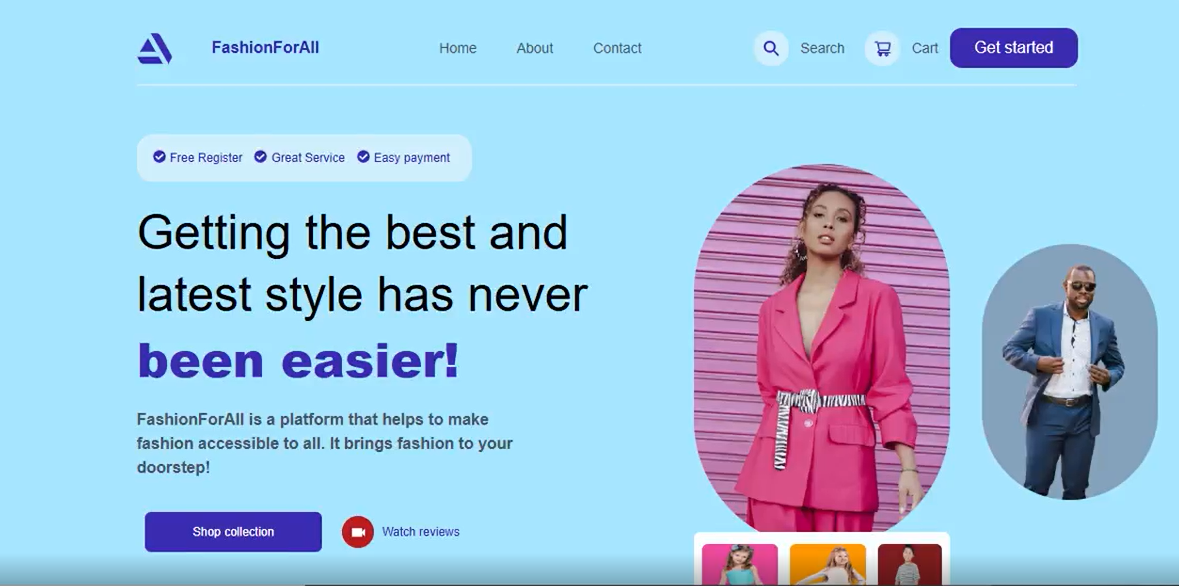 FashionForAll
Home
About
Contact
Search
Cart
Get started
Free Register
Great Service
Easy payment
Getting the best and
latest style has never
been easier!
FashionForAll is a platform that helps to make
fashion accessible to all. It brings fashion to your
doorstep!
Shop collection
Watch reviews